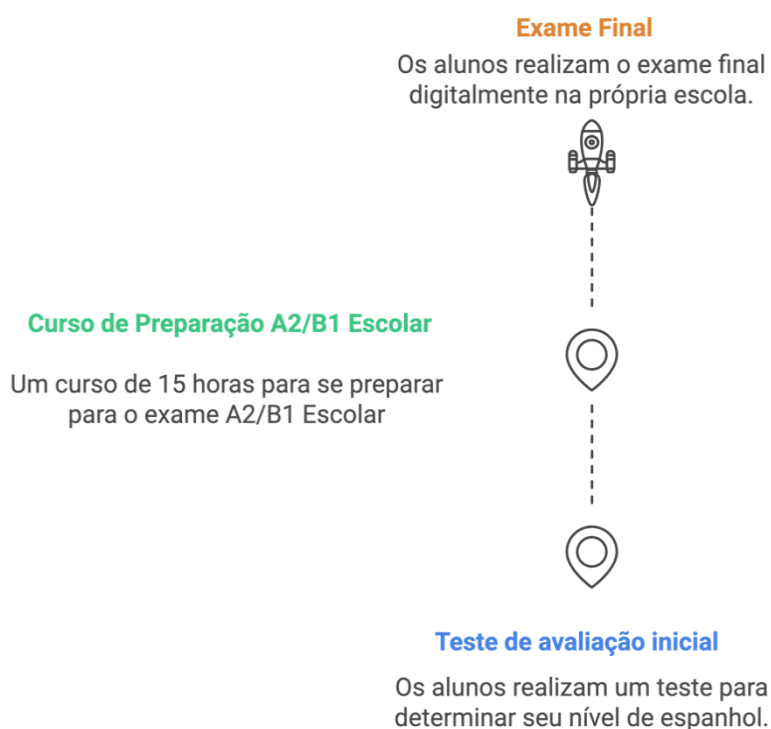 Exame Final
Os alunos realizam o exame final
digitalmente na própria escola.
Curso de Preparação A2/B1 Escolar
Um curso de 15 horas para se preparar
para o exame A2/B1 Escolar
Teste de avaliação inicial
Os alunos realizam um teste para
determinar seu nível de espanhol.